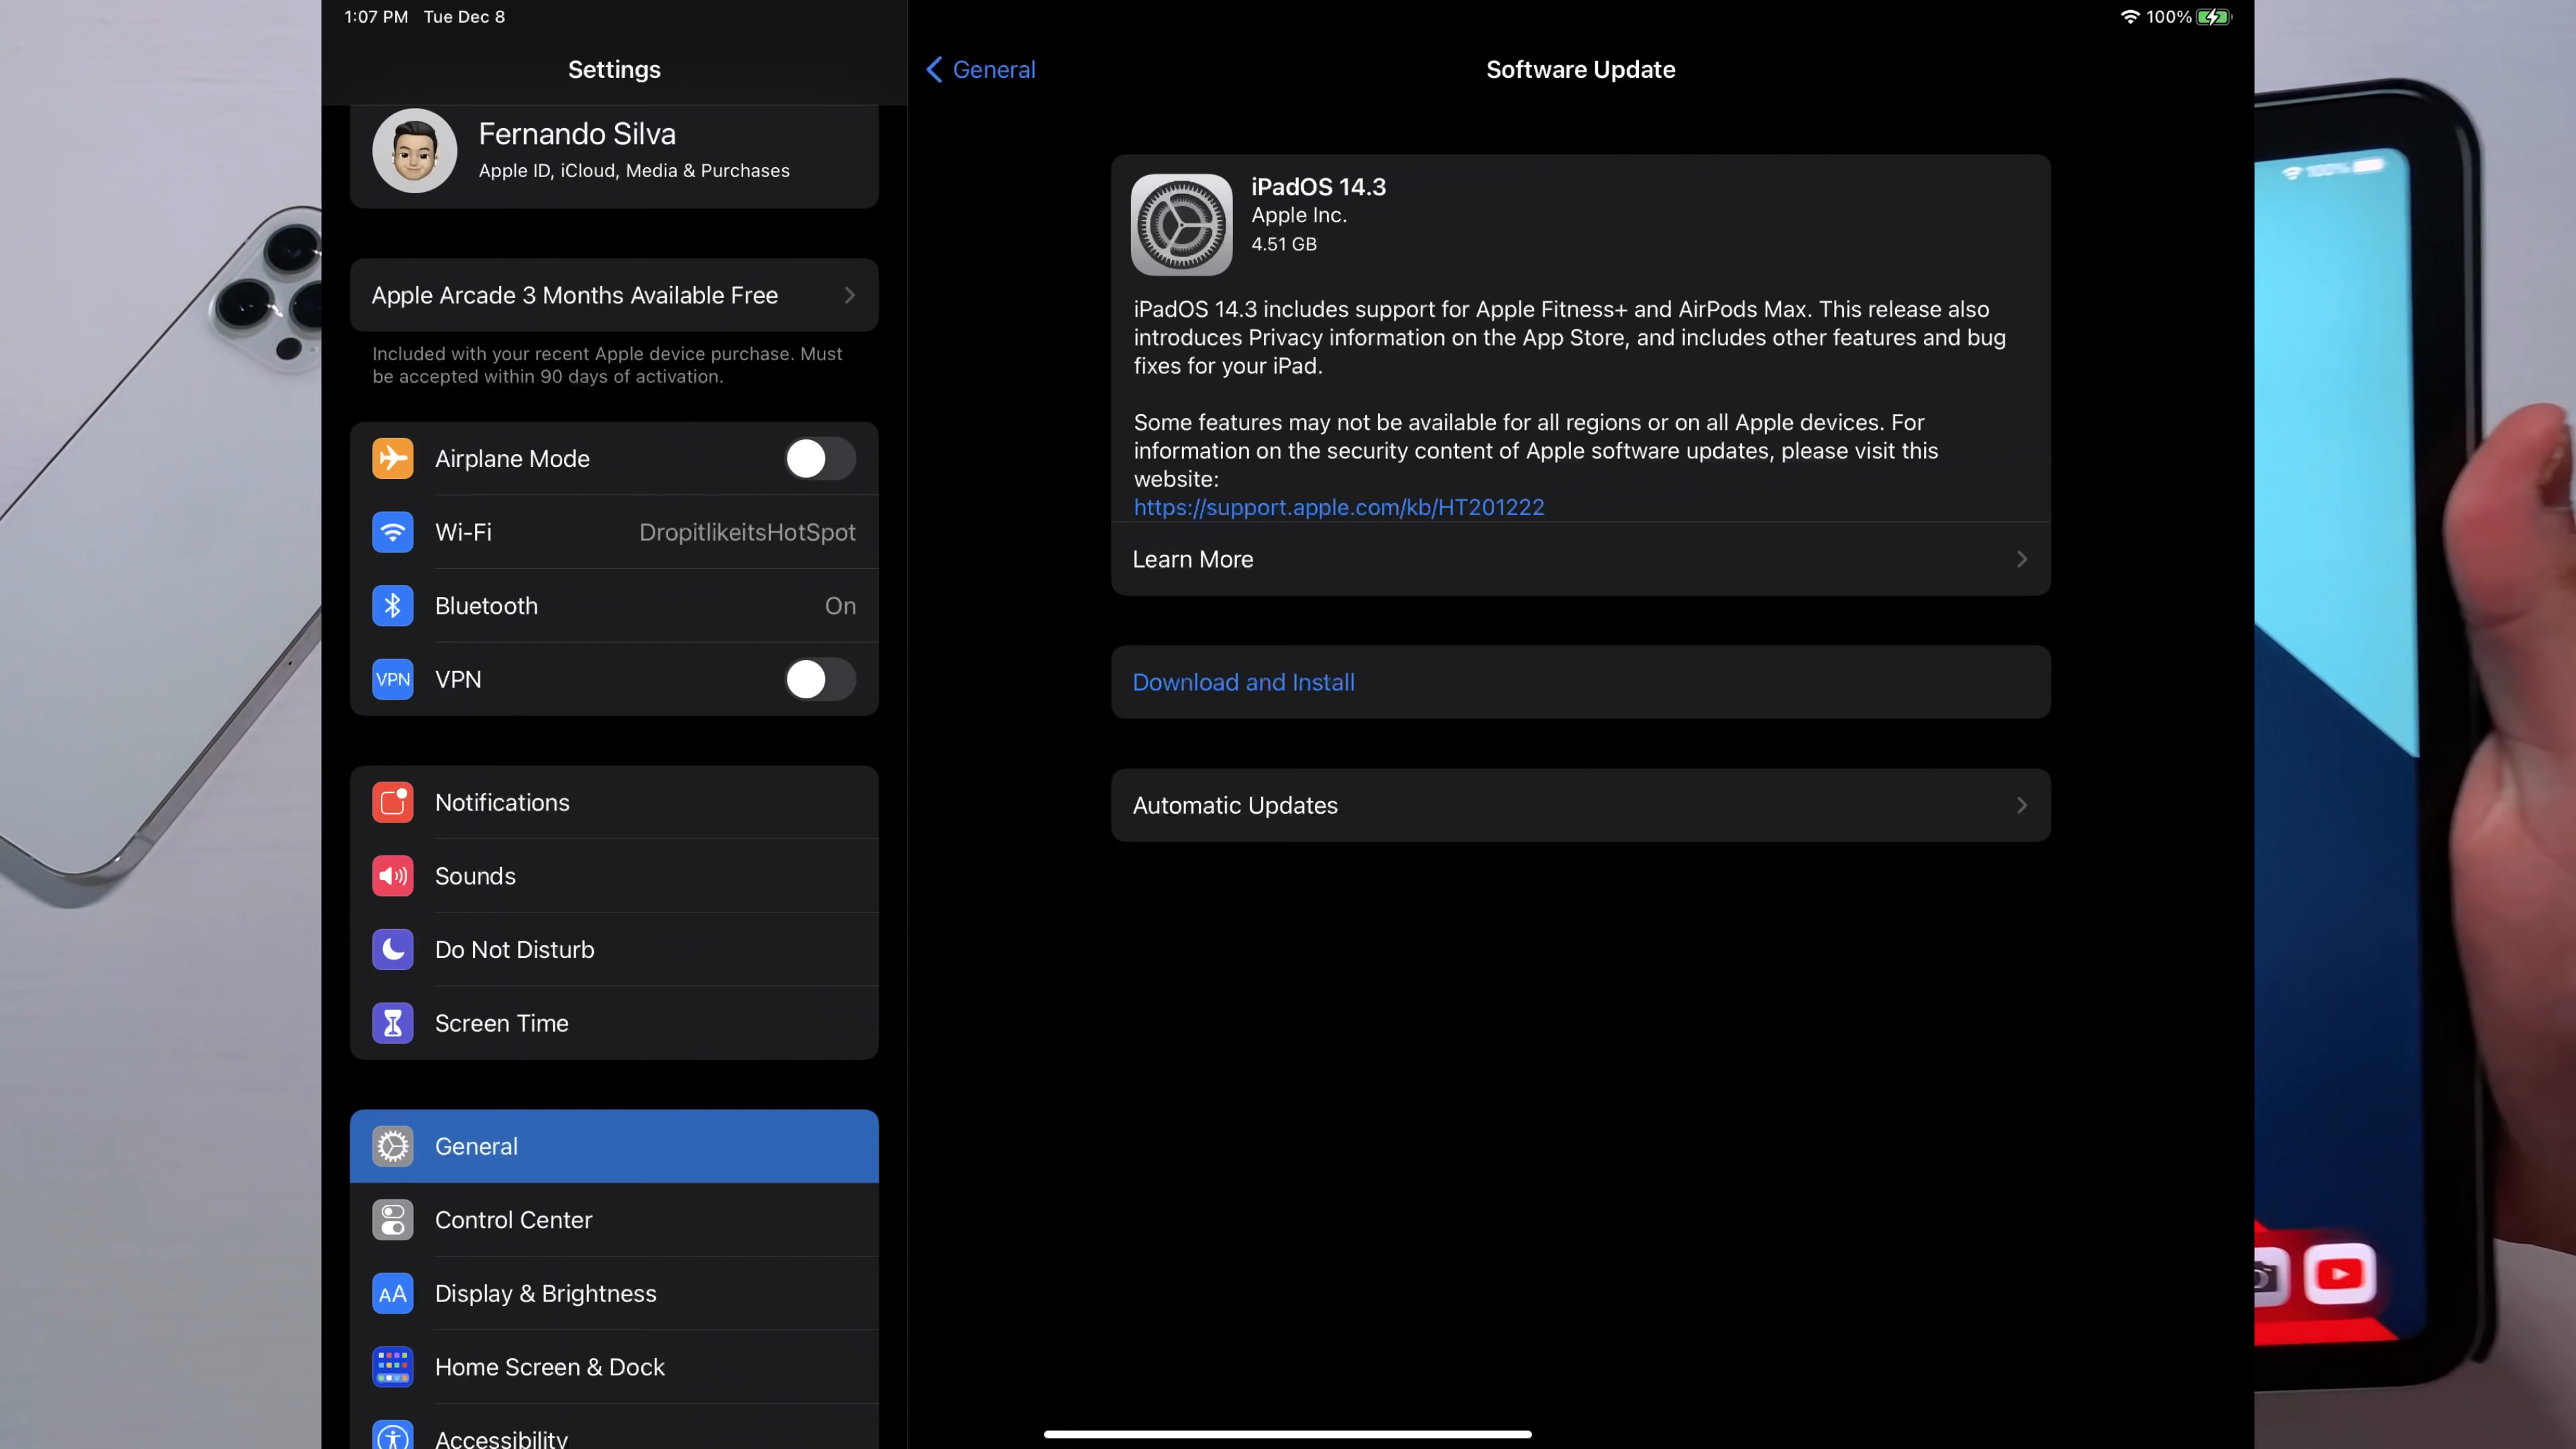 1:07 PM Tue Dec 8
100%
Settings
Fernando Silva
Apple ID, iCloud, Media & Purchases
Apple Arcade 3 Months Available Free
Included with your recent Apple device purchase. Must
be accepted within 90 days of activation.
Airplane Mode
Wi-Fi DropitlikeitsHotSpot
Bluetooth On
VPN VPN
Notifications
Sounds
Do Not Disturb
Screen Time
General
Control Center
AA Display & Brightness
Home Screen & Dock
Accessibility
General
Software Update
iPadOS 14.3
Apple Inc.
4.51 GB
iPadOS 14.3 includes support for Apple Fitness+ and AirPods Max. This release also
introduces Privacy information on the App Store, and includes other features and bug
fixes for your iPad.
Some features may not be available for all regions or on all Apple devices. For
information on the security content of Apple software updates, please visit this
website:
https://support.apple.com/kb/HT201222
Learn More
Download and Install
Automatic Updates